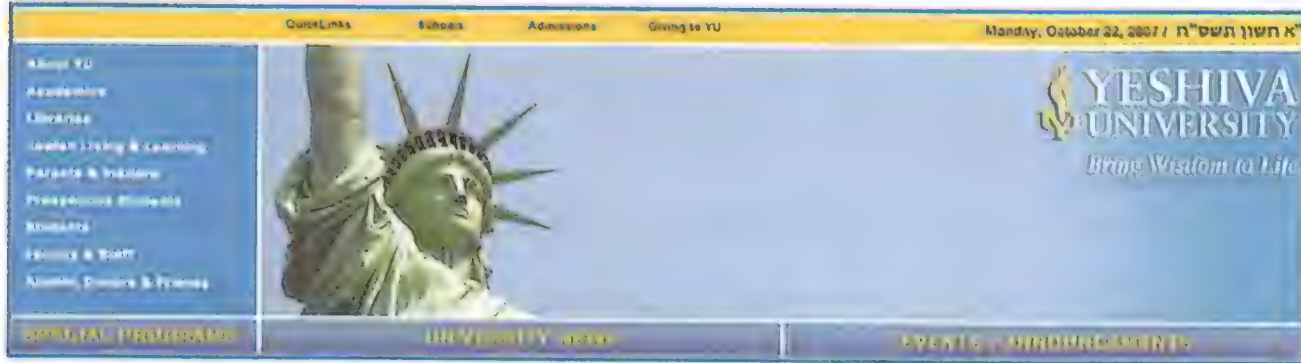 QuickLinks Schools Admissions Giving to YU Monday, October 22, 2007 / י"א חשון תשס"ח
About YU
Academics
Libraries
Jewish Living & Learning
Parents & Visitors
Prospective Students
Students
Faculty & Staff
Alumni, Donors & Friends
YESHIVA
UNIVERSITY
Bring Wisdom to Life
SPECIAL PROGRAMS UNIVERSITY NEWS EVENTS / ANNOUNCEMENTS